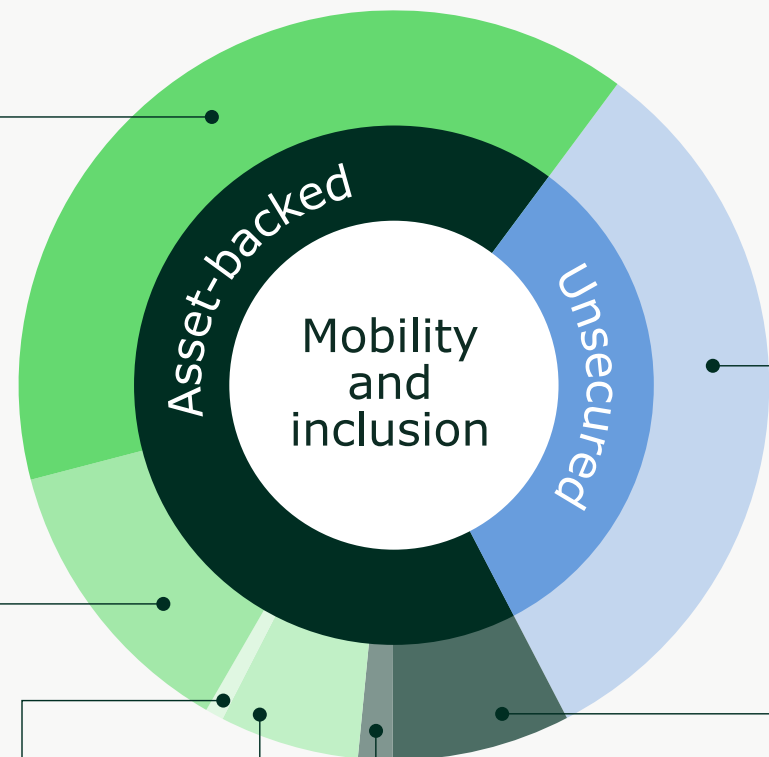 Asset-backed
Mobility
and
inclusion
Unsecured